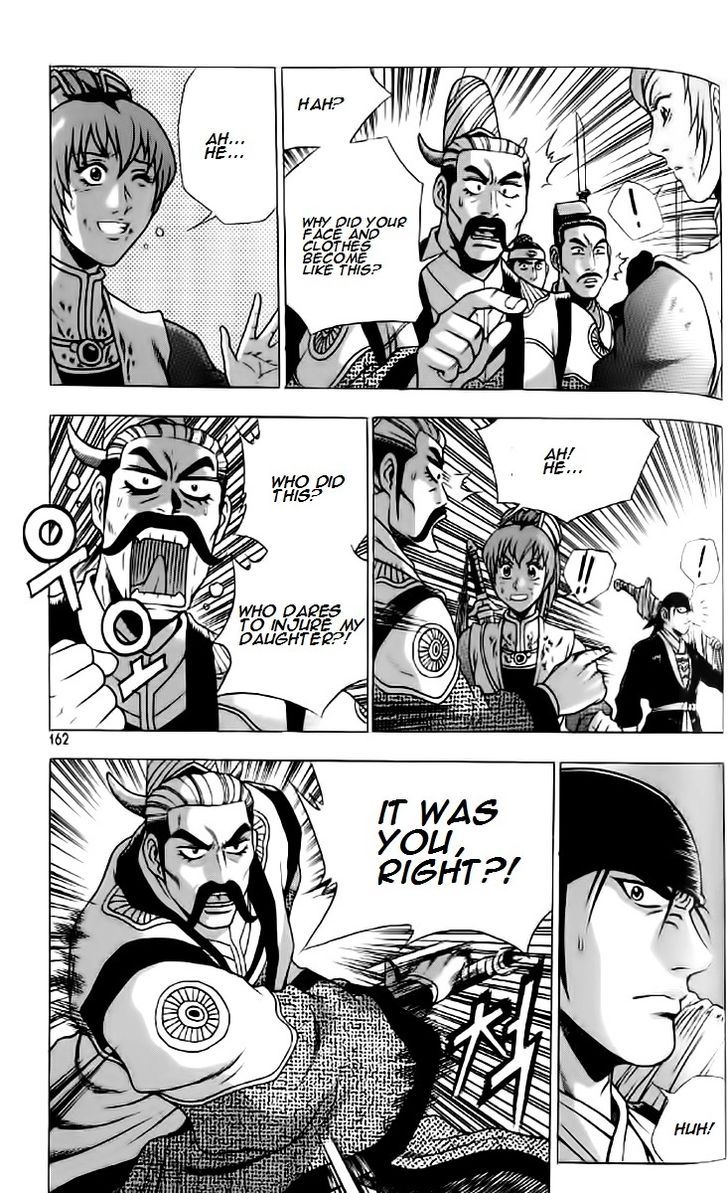 AH...
HE...
HAH?
WHY DID YOUR
FACE AND
CLOTHES
BECOME
LIKE THIS?
!
WHO DID
THIS?
WHO DARES
TO INJURE MY
DAUGHTER?!
AH!
HE...
!!
!!
162
IT WAS
YOU,
RIGHT?!
HUH!